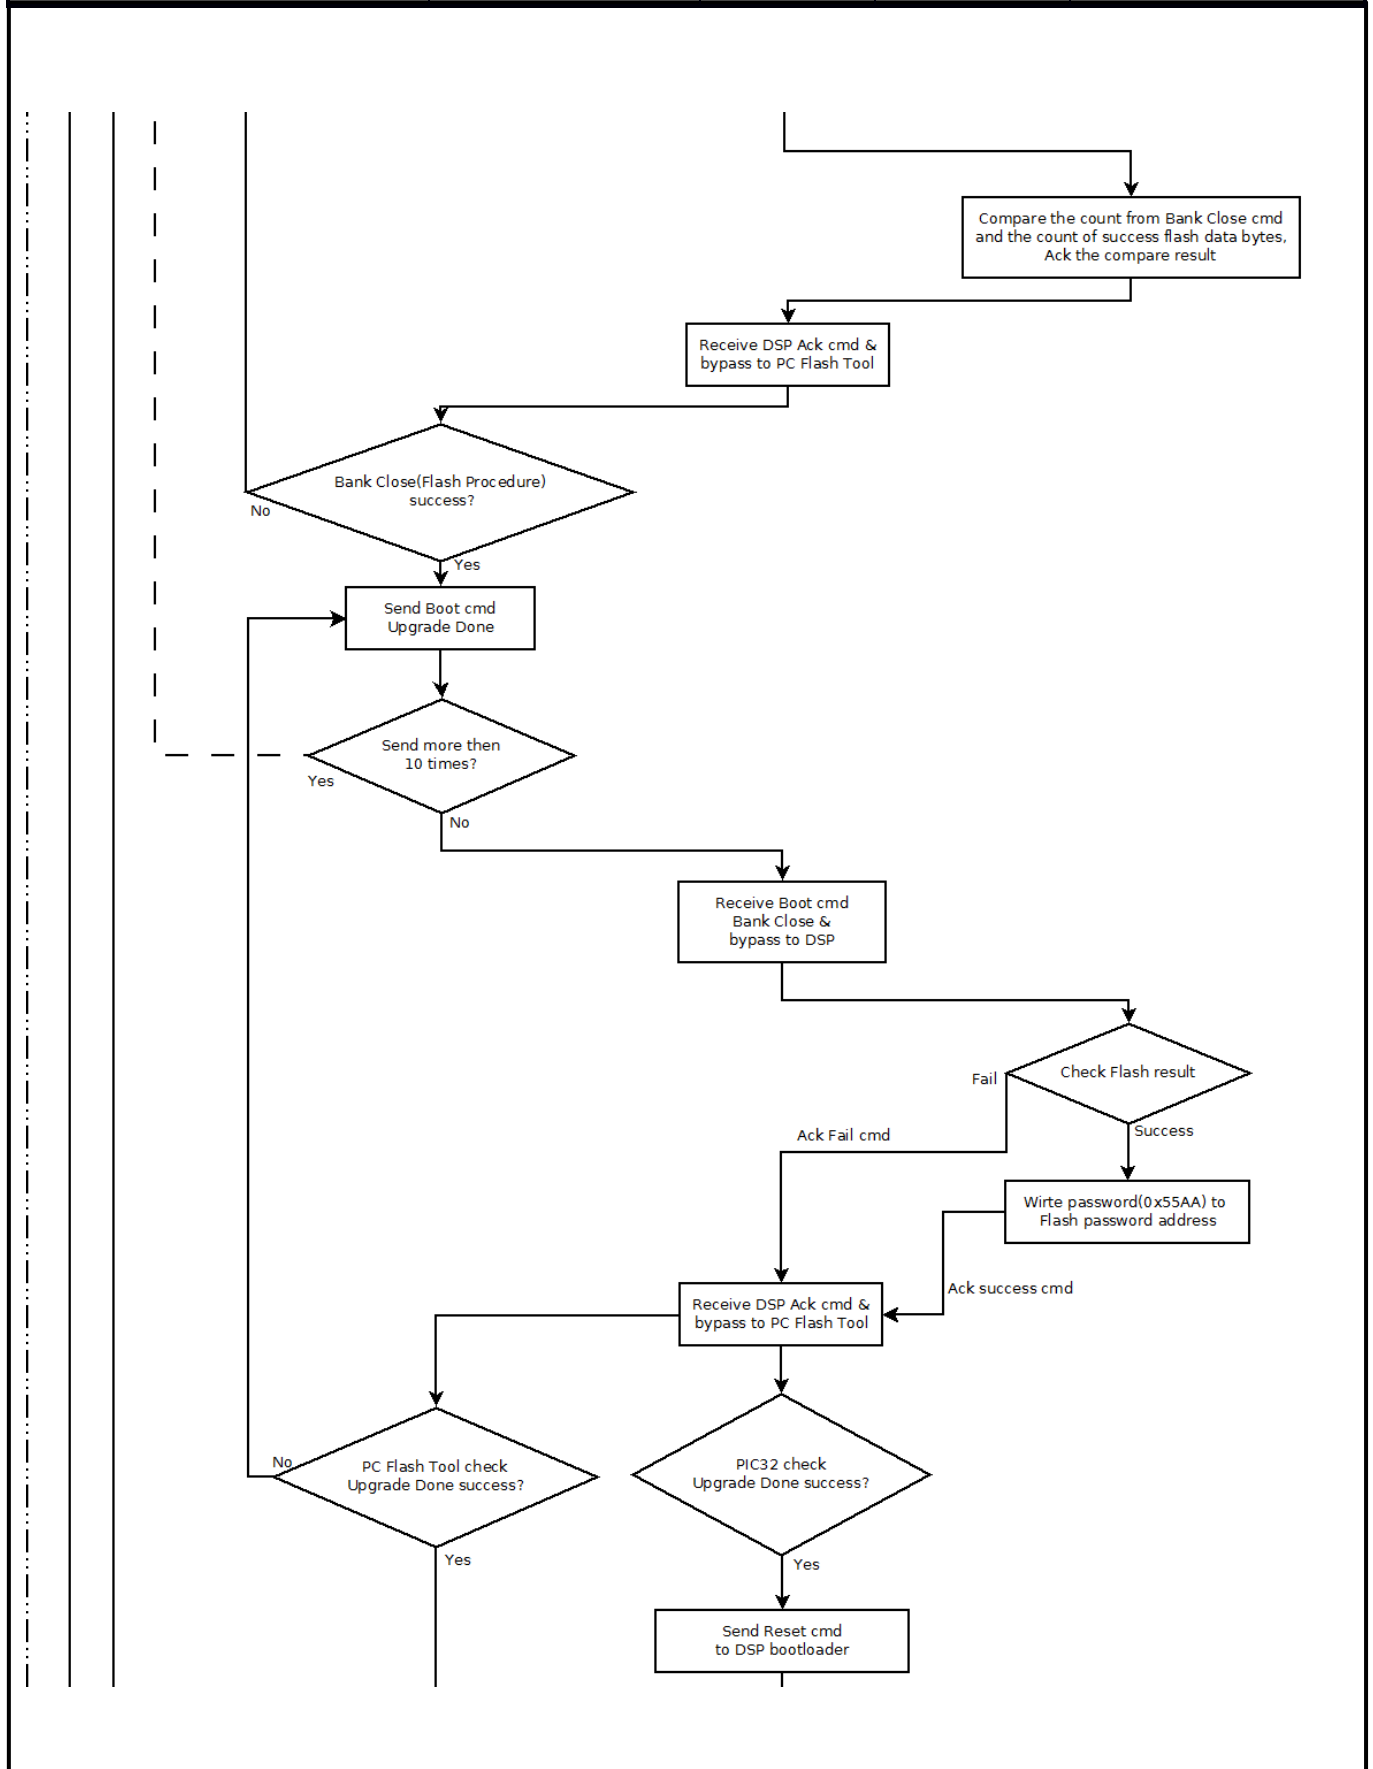 Compare the count from Bank Close cmd
and the count of success flash data bytes,
Ack the compare result
Receive DSP Ack cmd &
bypass to PC Flash Tool
Bank Close(Flash Procedure)
success?
No
Yes
Send Boot cmd
Upgrade Done
Send more then
10 times?
Yes
No
Receive Boot cmd
Bank Close &
bypass to DSP
Check Flash result
Fail
Success
Ack Fail cmd
Wirte password(0x55AA) to
Flash password address
Ack success cmd
Receive DSP Ack cmd &
bypass to PC Flash Tool
No
PC Flash Tool check
Upgrade Done success?
PIC32 check
Upgrade Done success?
Yes
Yes
Send Reset cmd
to DSP bootloader